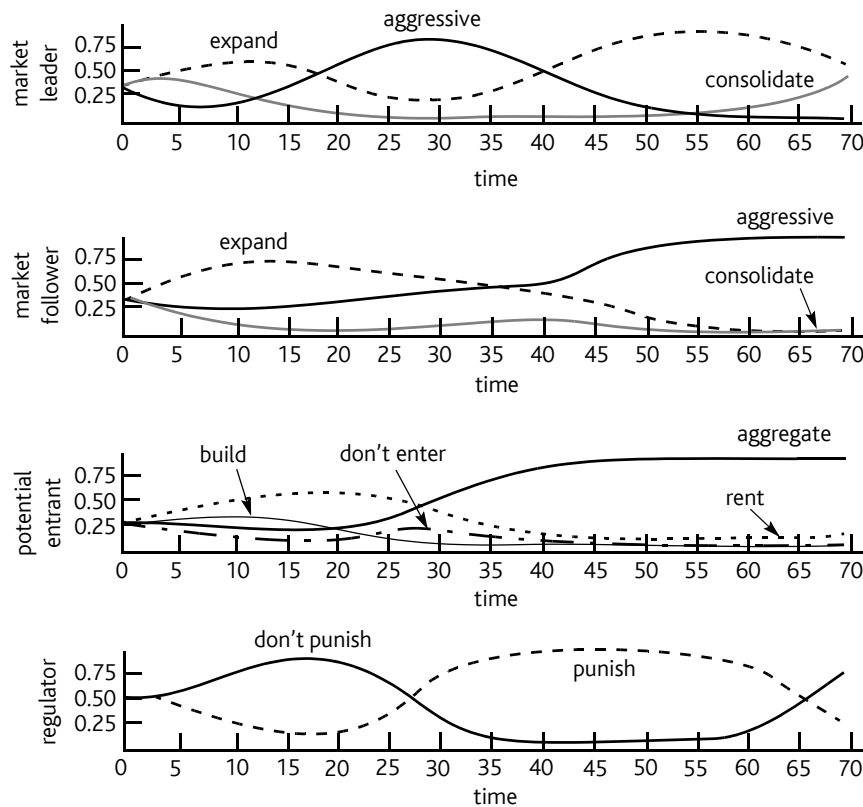 aggressive
expand
0.75
0.50
0.25
market
leader
consolidate
0 5 10 15 20 25 30 35 40 45 50 55 60 65 70
time
aggressive
expand
0.75
0.50
0.25
market
follower
consolidate
0 5 10 15 20 25 30 35 40 45 50 55 60 65 70
time
aggregate
build don't enter
0.75
0.50
0.25
potential
entrant
rent
0 5 10 15 20 25 30 35 40 45 50 55 60 65 70
time
don't punish
punish
0.75
0.50
0.25
regulator
0 5 10 15 20 25 30 35 40 45 50 55 60 65 70
time